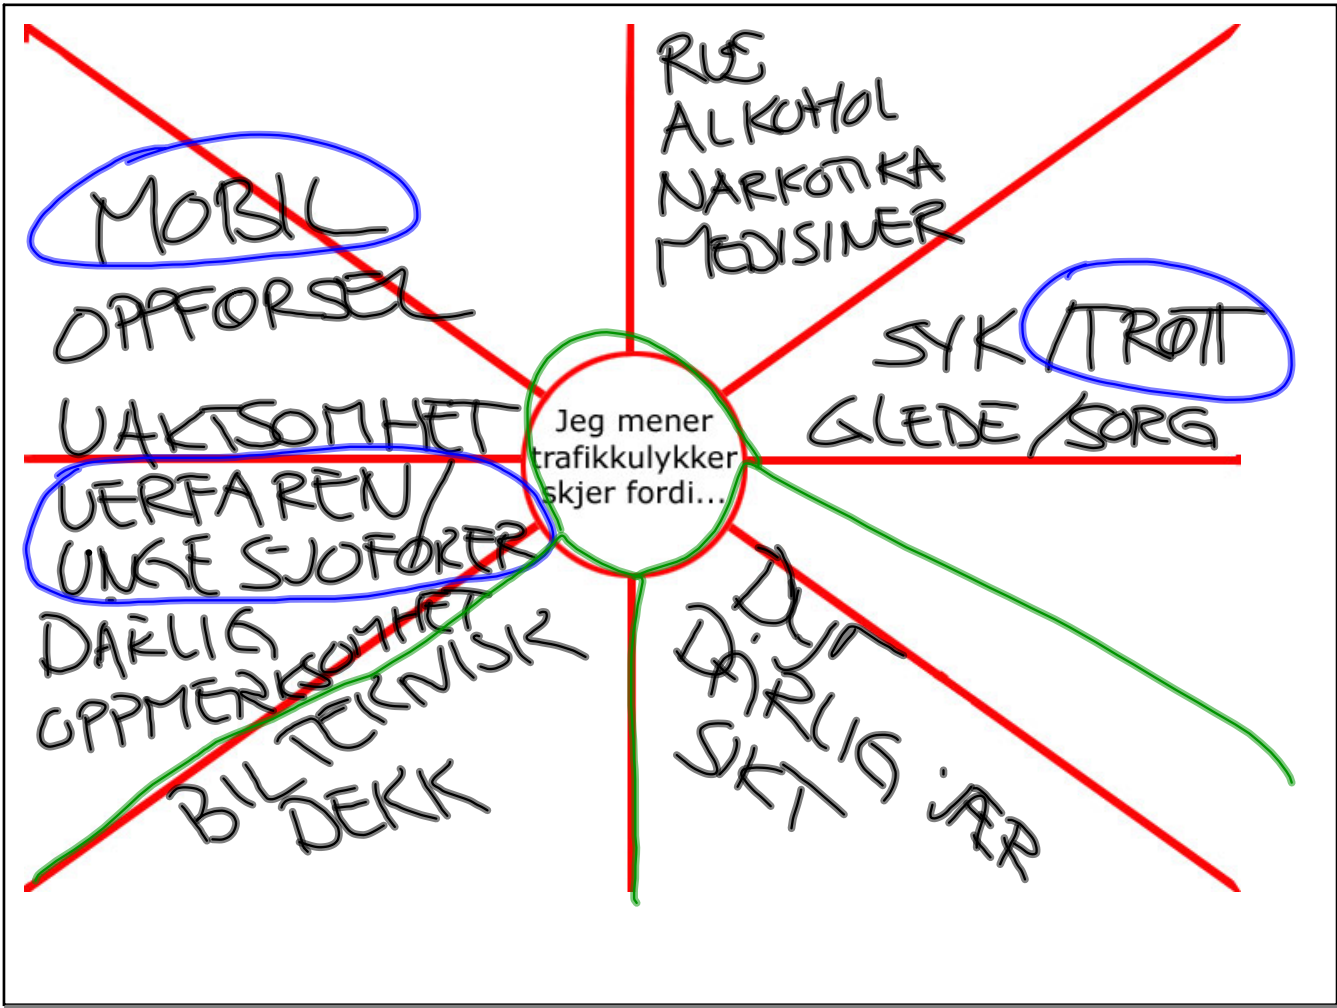 RUS
ALKOHOL
NARKOTIKA
MEDISINER
MOBIL
OPPFØRSEL
UAKTSOMHET
SYK/TRØTT
GLEDE/SORG
Jeg mener
trafikkulykker
skjer fordi...
UERFAREN/
UNGE SJÅFØRER
DÅRLIG
OPPMERKSOMHET
BIL TEKNISK
DEKK
DYR
DÅRLIG VÆR
SIKT